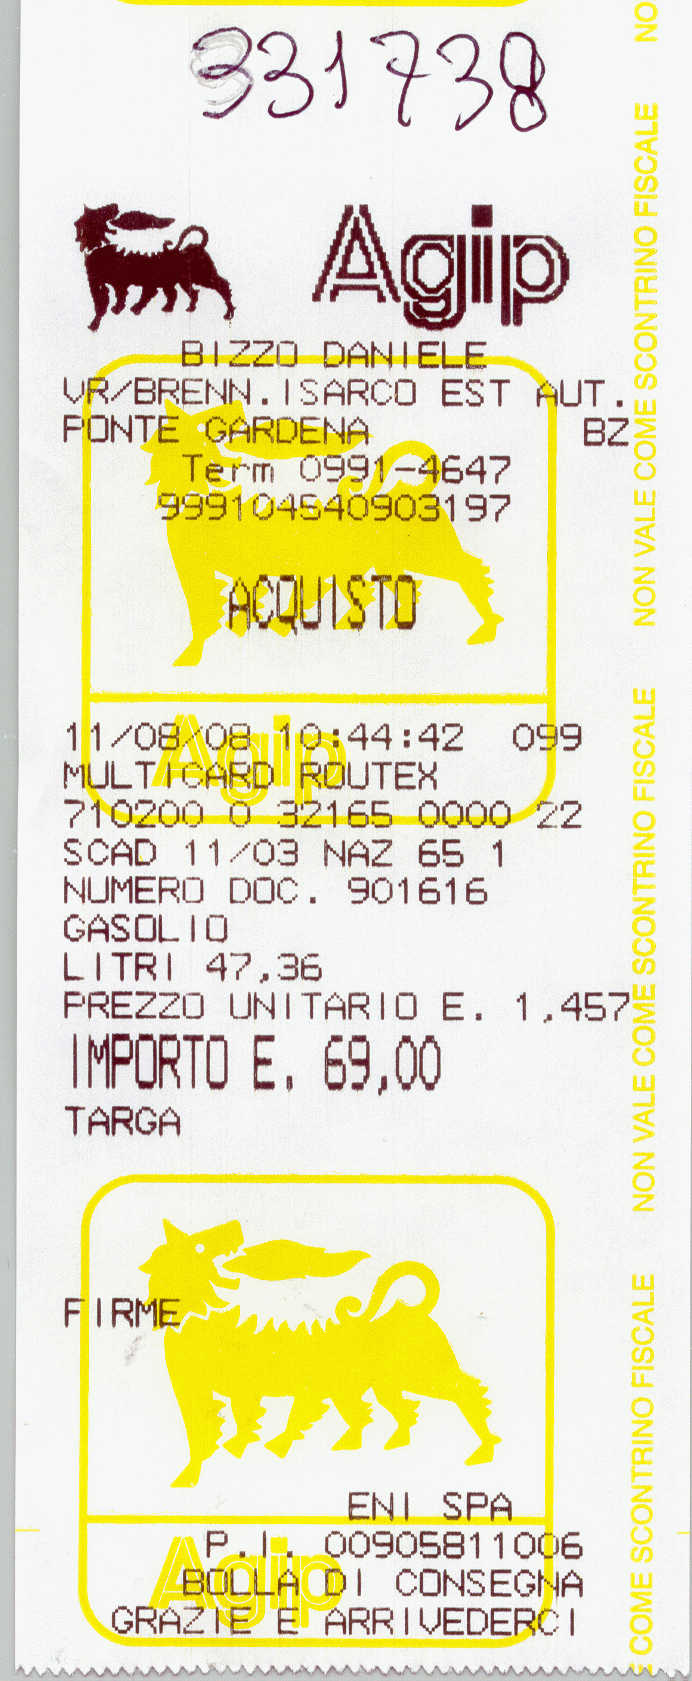 331738
Agip
BIZZO DANIELE
VR/BRENN.ISARCO EST AUT.
PONTE GARDENA BZ
Term 0991-4647
999104540903197
ACQUISTO
11/08/08 10:44:42 099
MULTICARD ROUTEX
710200 0 32165 0000 22
SCAD 11/03 NAZ 65 1
NUMERO DOC. 901616
GASOLIO
LITRI 47,36
PREZZO UNITARIO E. 1,457
IMPORTO E. 69,00
TARGA
FIRME
ENI SPA
P.I. 00905811006
BOLLA DI CONSEGNA
GRAZIE E ARRIVEDERCI
Agip
Agip
NO
NON VALE COME SCONTRINO FISCALE
NON VALE COME SCONTRINO FISCALE
E COME SCONTRINO FISCALE